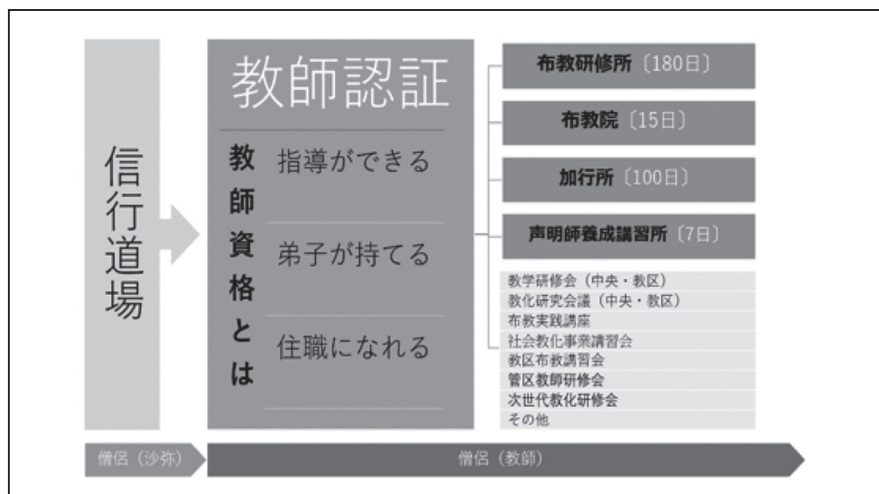 信行道場
教師認証
教師資格とは
指導ができる
弟子が持てる
住職になれる
布教研修所〔180日〕
布教院〔15日〕
加行所〔100日〕
声明師養成講習所〔7日〕
教学研修会（中央・教区）
教化研究会議（中央・教区）
布教実践講座
社会教化事業講習会
教区布教講習会
管区教師研修会
次世代教化研修会
その他
僧侶（沙弥）
僧侶（教師）